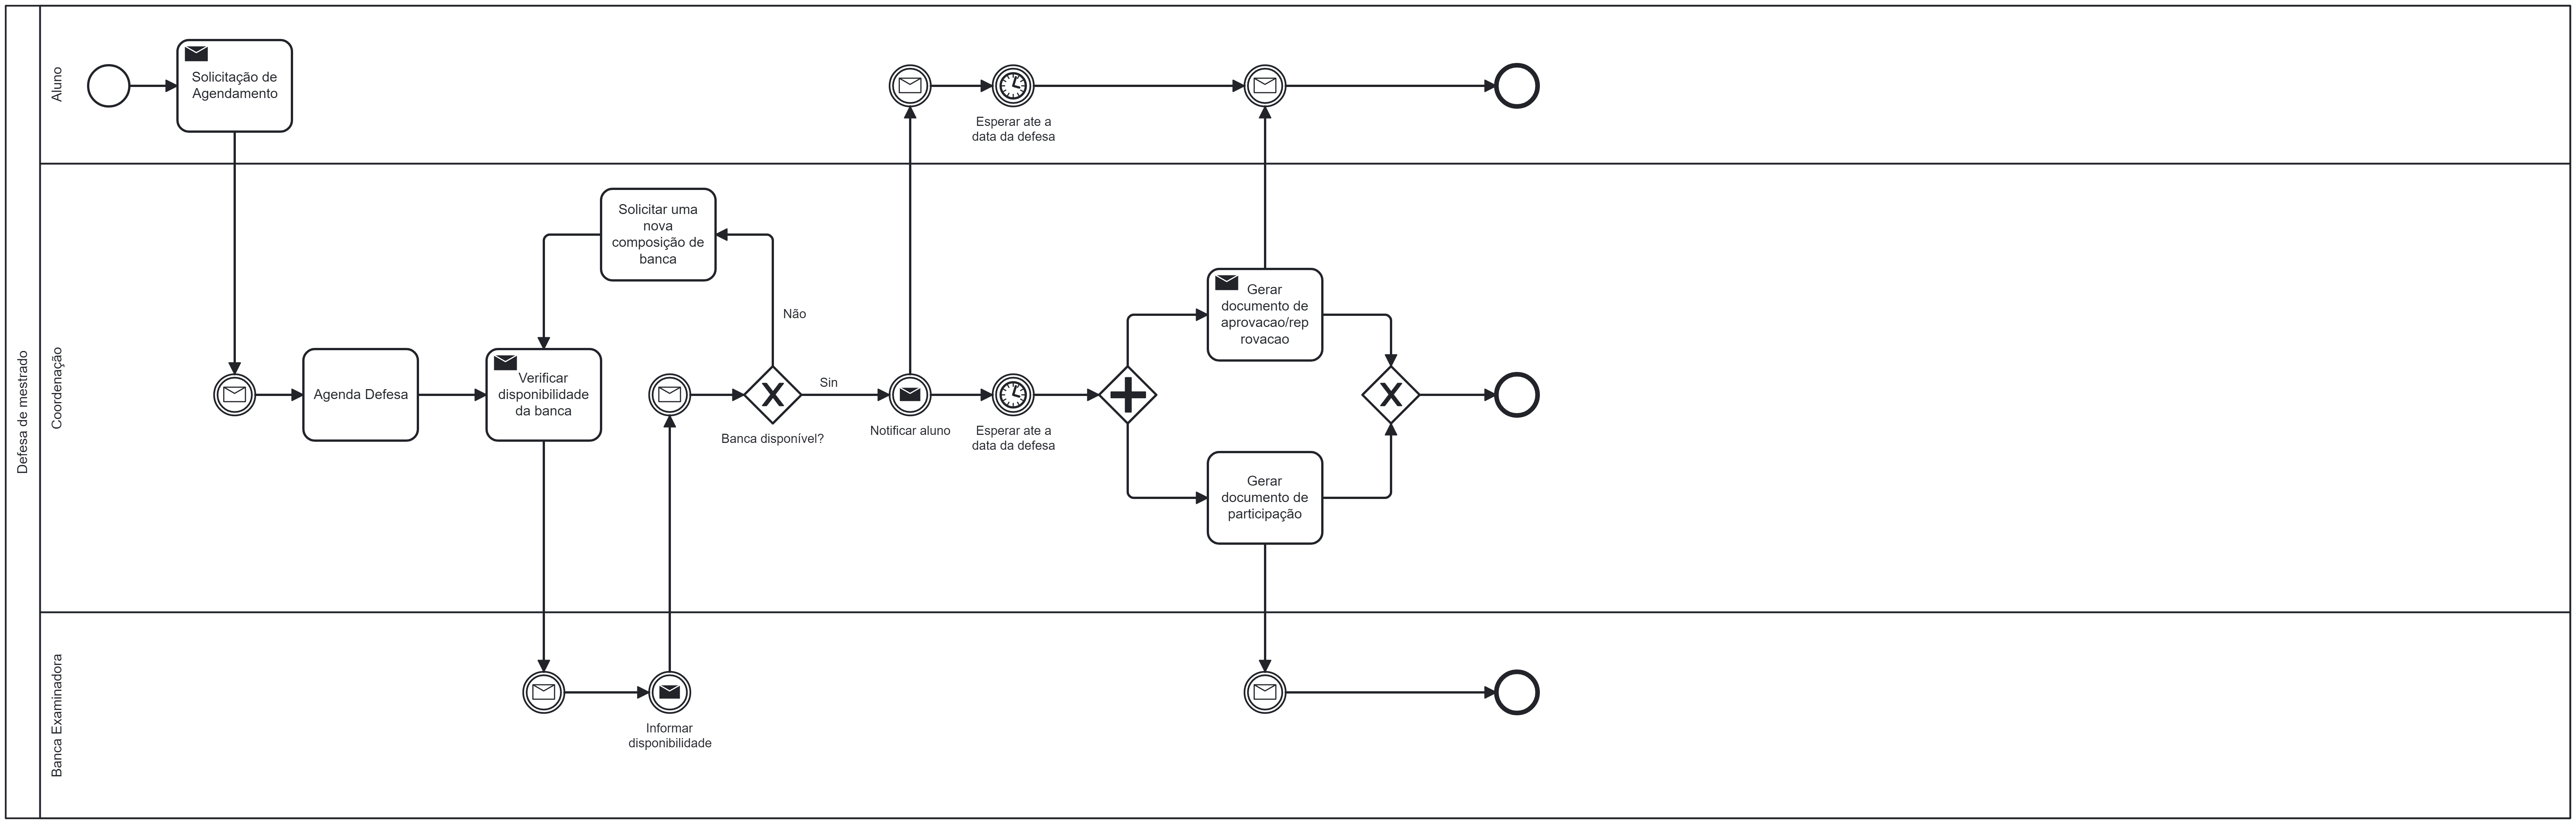 Defesa de mestrado
Aluno
Solicitação de
Agendamento
Esperar ate a
data da defesa
Coordenação
Solicitar uma
nova
composição de
banca
Não
Agenda Defesa
Verificar
disponibilidade
da banca
Banca disponível?
Sin
Notificar aluno
Esperar ate a
data da defesa
Gerar
documento de
aprovacao/rep
rovacao
Gerar
documento de
participação
Banca Examinadora
Informar
disponibilidade